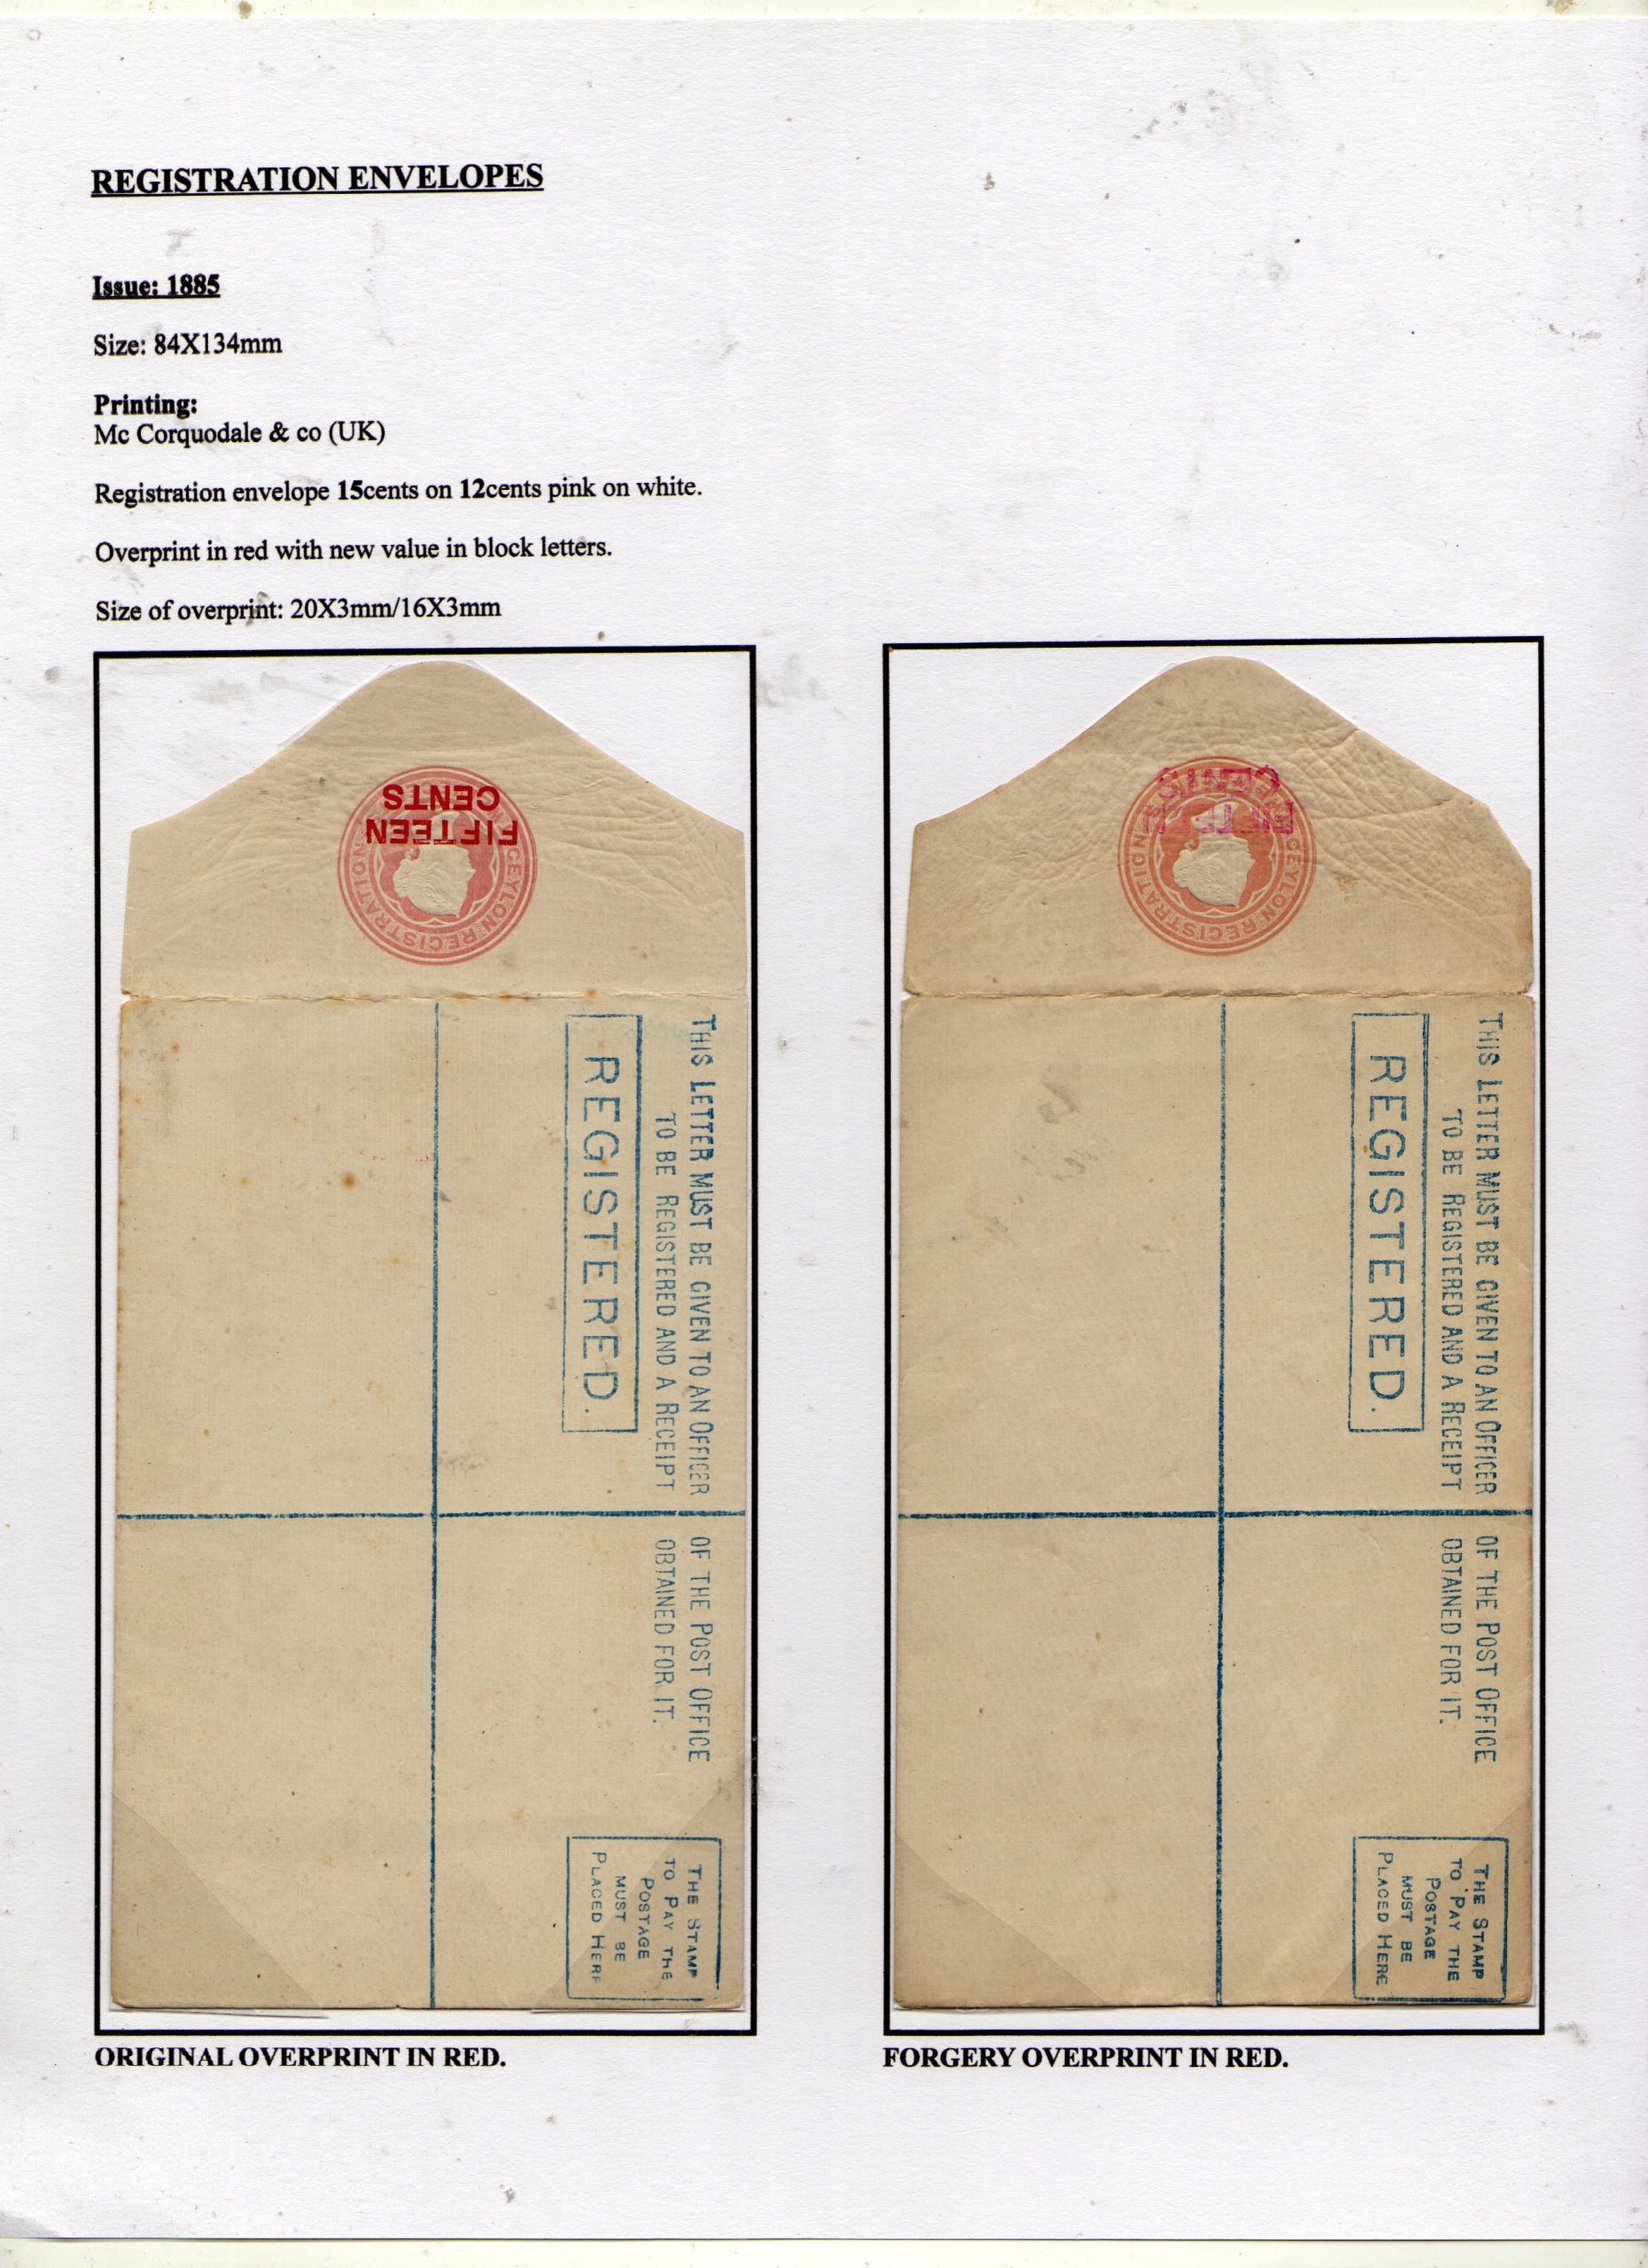 REGISTRATION ENVELOPES
Issue: 1885
Size: 84X134mm
Printing:
Mc Corquodale & co (UK)
Registration envelope 15cents on 12cents pink on white.
Overprint in red with new value in block letters.
Size of overprint: 20X3mm/16X3mm
FIFTEEN
CENTS
CEYLON REGISTRATION
THIS LETTER MUST BE GIVEN TO AN OFFICER OF THE POST OFFICE
TO BE REGISTERED AND A RECEIPT OBTAINED FOR IT.
REGISTERED.
THE STAMP
TO PAY THE
POSTAGE
MUST BE
PLACED HERE
ORIGINAL OVERPRINT IN RED.
FIFTEEN
CENTS
CEYLON REGISTRATION
THIS LETTER MUST BE GIVEN TO AN OFFICER OF THE POST OFFICE
TO BE REGISTERED AND A RECEIPT OBTAINED FOR IT.
REGISTERED.
THE STAMP
TO PAY THE
POSTAGE
MUST BE
PLACED HERE
FORGERY OVERPRINT IN RED.